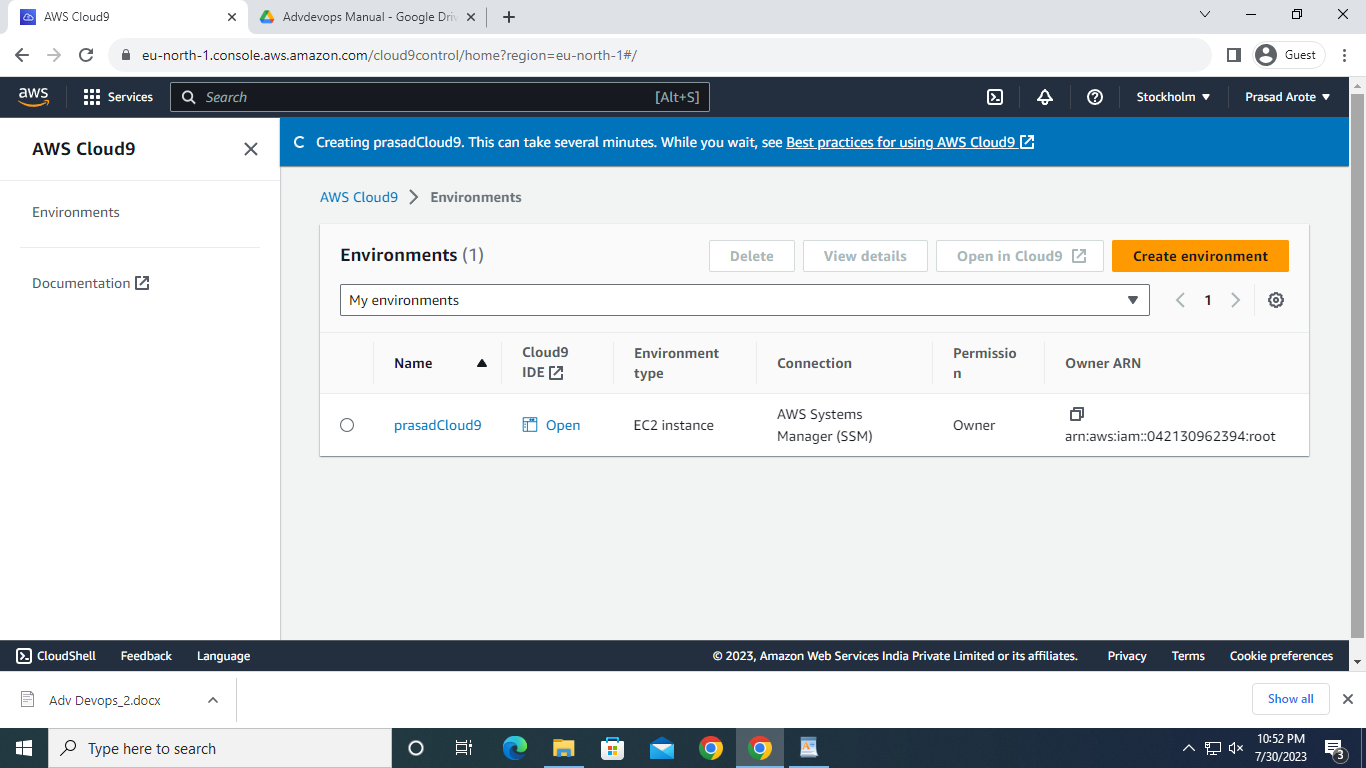 AWS Cloud9
Advdevops Manual - Google Driv
eu-north-1.console.aws.amazon.com/cloud9control/home?region=eu-north-1#/
Guest
aws
Services
Search
[Alt+S]
Stockholm
Prasad Arote
AWS Cloud9
Environments
Documentation
Creating prasadCloud9. This can take several minutes. While you wait, see Best practices for using AWS Cloud9
AWS Cloud9 Environments
Environments (1)
Delete
View details
Open in Cloud9
Create environment
My environments
1
Name
Cloud9
IDE
Environment
type
Connection
Permissio
n
Owner ARN
prasadCloud9
Open
EC2 instance
AWS Systems
Manager (SSM)
Owner
arn:aws:iam::042130962394:root
CloudShell
Feedback
Language
© 2023, Amazon Web Services India Private Limited or its affiliates.
Privacy
Terms
Cookie preferences
Adv Devops_2.docx
Show all
Type here to search
10:52 PM
7/30/2023
3